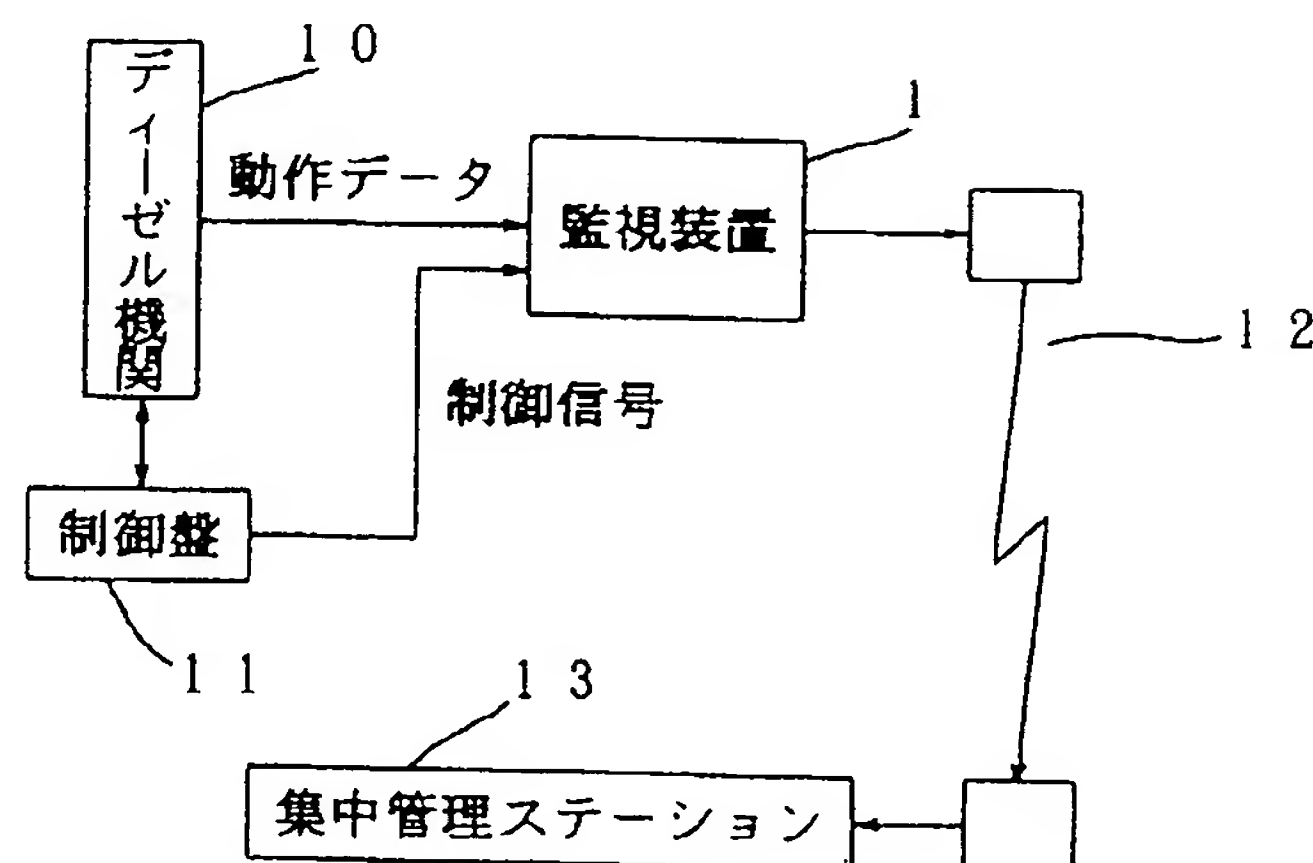 10
ディーゼル機関
動作データ
1
監視装置
12
制御信号
制御盤
11
13
集中管理ステーション